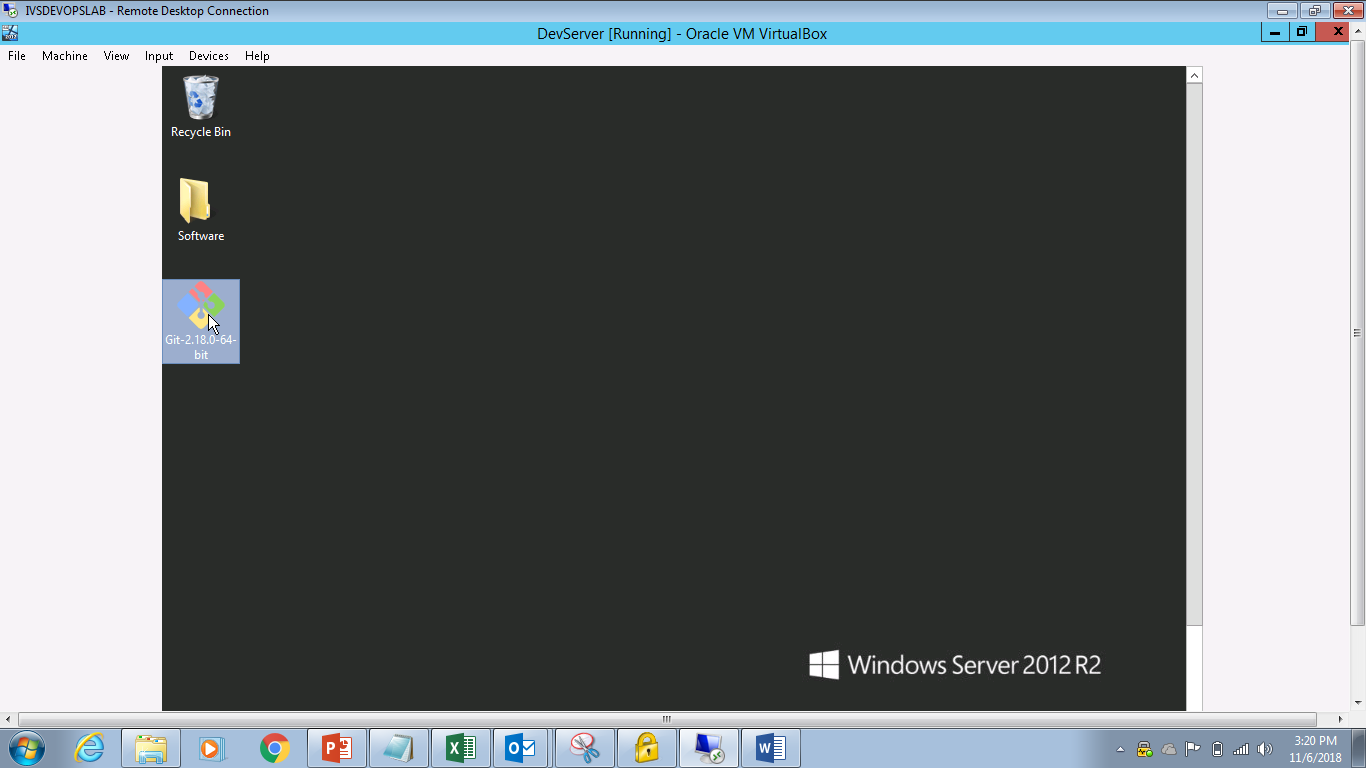 IVSDEVOPSLAB - Remote Desktop Connection
DevServer [Running] - Oracle VM VirtualBox
File Machine View Input Devices Help
Recycle Bin
Software
Git-2.18.0-64-
bit
Windows Server 2012 R2
3:20 PM
11/6/2018